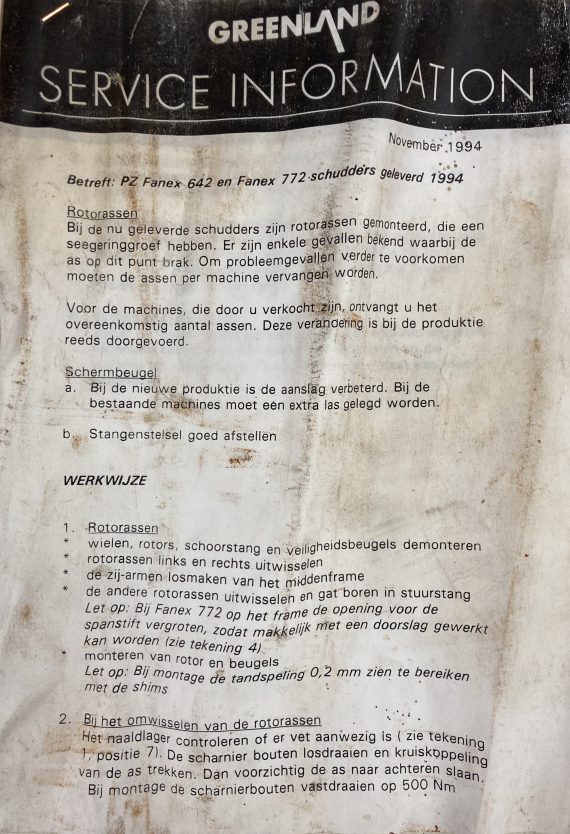 GREENLAND
SERVICE INFORMATION
November 1994
Betreft: PZ Fanex 642 en Fanex 772 schudders geleverd 1994
Rotorassen
Bij de nu geleverde schudders zijn rotorassen gemonteerd, die een
seegeringgroef hebben. Er zijn enkele gevallen bekend waarbij de
as op dit punt brak. Om probleemgevallen verder te voorkomen
moeten de assen per machine vervangen worden.
Voor de machines, die door u verkocht zijn, ontvangt u het
overeenkomstig aantal assen. Deze verandering is bij de produktie
reeds doorgevoerd.
Schermbeugel
a. Bij de nieuwe produktie is de aanslag verbeterd. Bij de
bestaande machines moet een extra las gelegd worden.
b. Stangenstelsel goed afstellen
WERKWIJZE
1. Rotorassen
* wielen, rotors, schoorstang en veiligheidsbeugels demonteren
* rotorassen links en rechts uitwisselen
* de zij-armen losmaken van het middenframe
* de andere rotorassen uitwisselen en gat boren in stuurstang
Let op: Bij Fanex 772 op het frame de opening voor de
spanstift vergroten, zodat makkelijk met een doorslag gewerkt
kan worden (zie tekening 4)
* monteren van rotor en beugels
Let op: Bij montage de tandspeling 0,2 mm zien te bereiken
met de shims
2. Bij het omwisselen van de rotorassen
Het naaldlager controleren of er vet aanwezig is ( zie tekening
1, positie 7). De scharnier bouten losdraaien en kruiskoppeling
van de as trekken. Dan voorzichtig de as naar achteren slaan.
Bij montage de scharnierbouten vastdraaien op 500 Nm